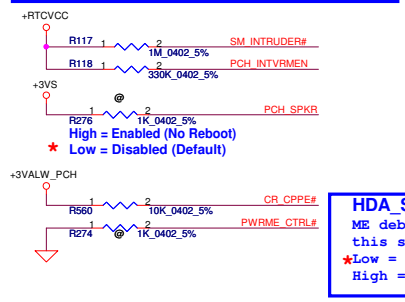 +RTCVCC
R117 1 2 SM_INTRUDER#
1M_0402_5%
R118 1 2 PCH_INTVRMEN
330K_0402_5%
+3VS
@
1 2 PCH_SPKR
R276 1K_0402_5%
High = Enabled (No Reboot)
* Low = Disabled (Default)
+3VALW_PCH
1 2 CR_CPPE#
R560 10K_0402_5%
1 2 PWRME_CTRL#
R274 @ 1K_0402_5%
HDA_S
ME deb
this s
*Low =
High =